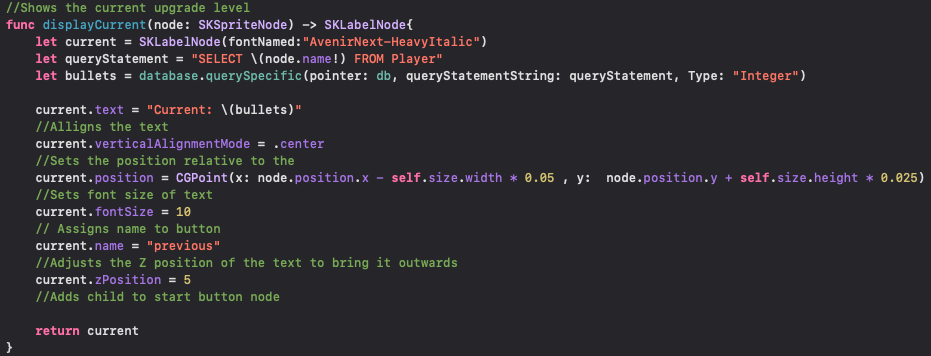 //Shows the current upgrade level
func displayCurrent(node: SKSpriteNode) -> SKLabelNode{
    let current = SKLabelNode(fontNamed:"AvenirNext-HeavyItalic")
    let queryStatement = "SELECT \(node.name!) FROM Player"
    let bullets = database.querySpecific(pointer: db, queryStatementString: queryStatement, Type: "Integer")

    current.text = "Current: \(bullets)"
    //Alligns the text
    current.verticalAlignmentMode = .center
    //Sets the position relative to the
    current.position = CGPoint(x: node.position.x - self.size.width * 0.05 , y:  node.position.y + self.size.height * 0.025)
    //Sets font size of text
    current.fontSize = 10
    // Assigns name to button
    current.name = "previous"
    //Adjusts the Z position of the text to bring it outwards
    current.zPosition = 5
    //Adds child to start button node

    return current
}